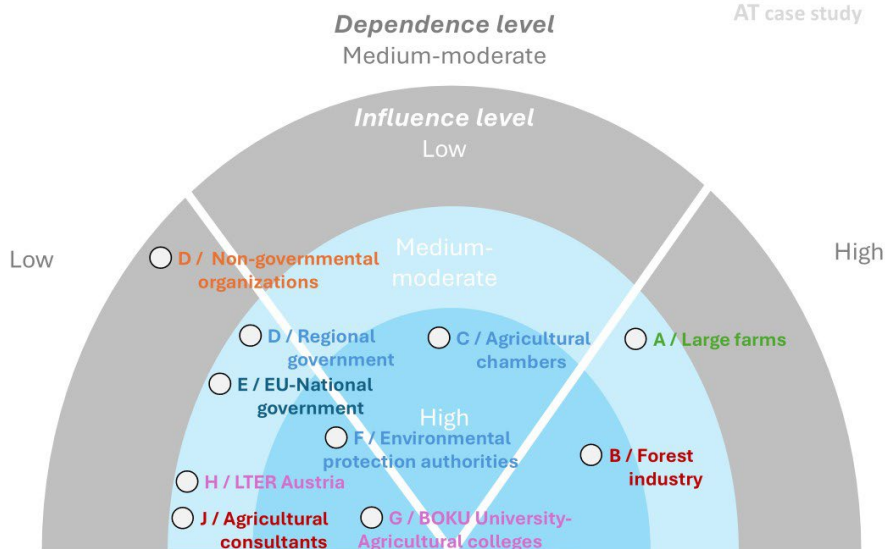 AT case study
Dependence level
Medium-moderate
Influence level
Low
Low
High
Medium-
moderate
D / Non-governmental
organizations
D / Regional
government
C / Agricultural
chambers
A / Large farms
E / EU-National
government
High
F / Environmental
protection authorities
B / Forest
industry
H / LTER Austria
J / Agricultural
consultants
G / BOKU University-
Agricultural colleges